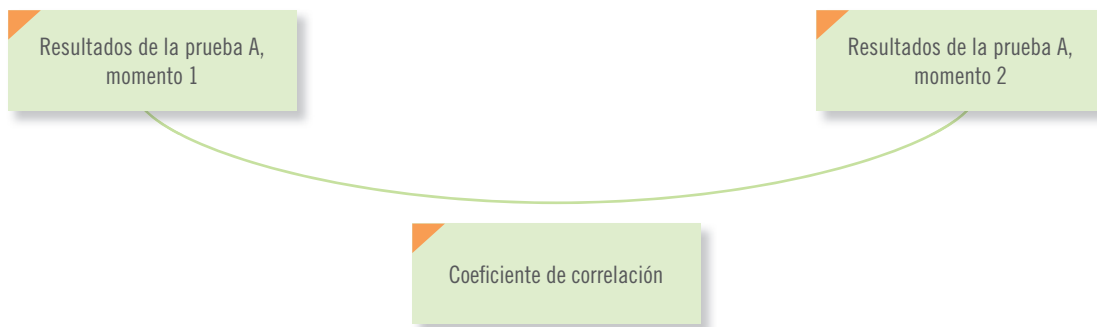 Resultados de la prueba A,
momento 1
Resultados de la prueba A,
momento 2
Coeficiente de correlación